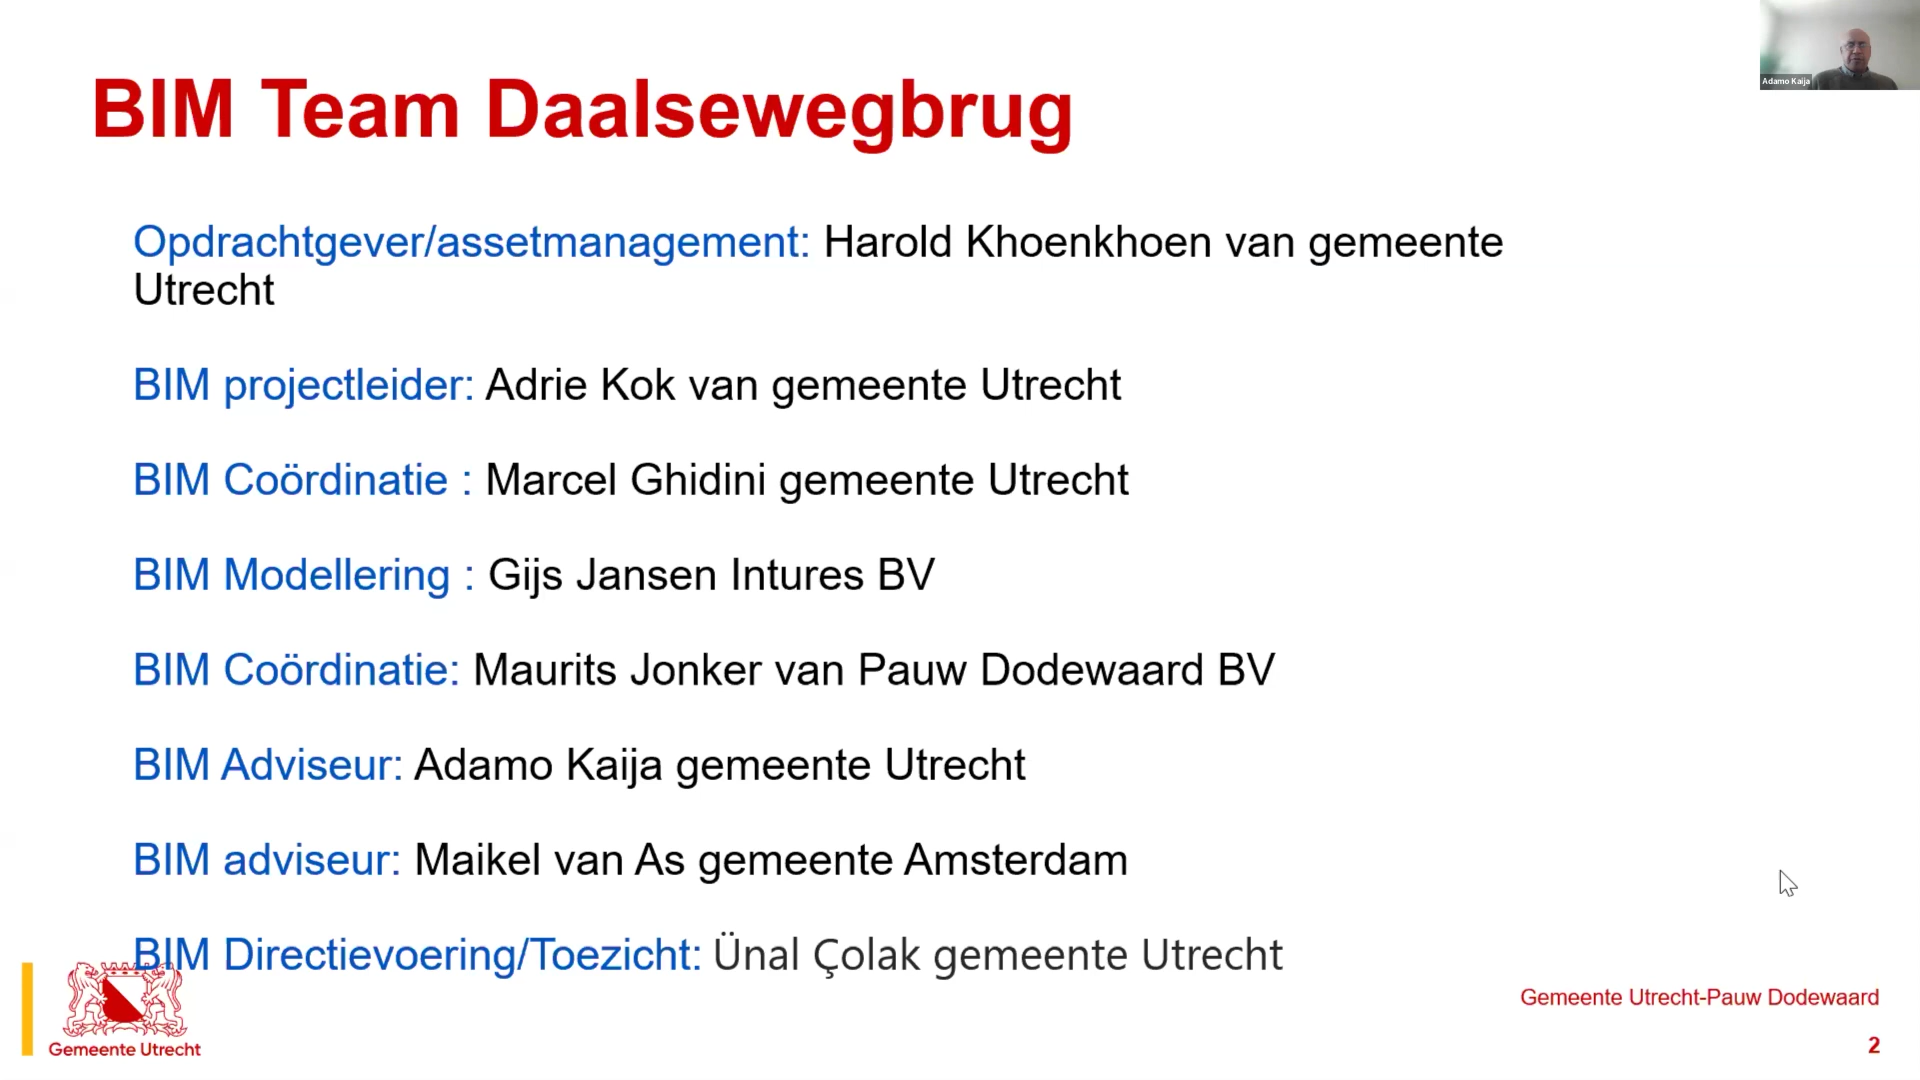 BIM Team Daalsewegbrug
Adamo Kaija
Opdrachtgever/assetmanagement: Harold Khoenkhoen van gemeente
Utrecht
BIM projectleider: Adrie Kok van gemeente Utrecht
BIM Coördinatie : Marcel Ghidini gemeente Utrecht
BIM Modellering : Gijs Jansen Intures BV
BIM Coördinatie: Maurits Jonker van Pauw Dodewaard BV
BIM Adviseur: Adamo Kaija gemeente Utrecht
BIM adviseur: Maikel van As gemeente Amsterdam
BIM Directievoering/Toezicht: Ünal Çolak gemeente Utrecht
Gemeente Utrecht-Pauw Dodewaard
Gemeente Utrecht
2